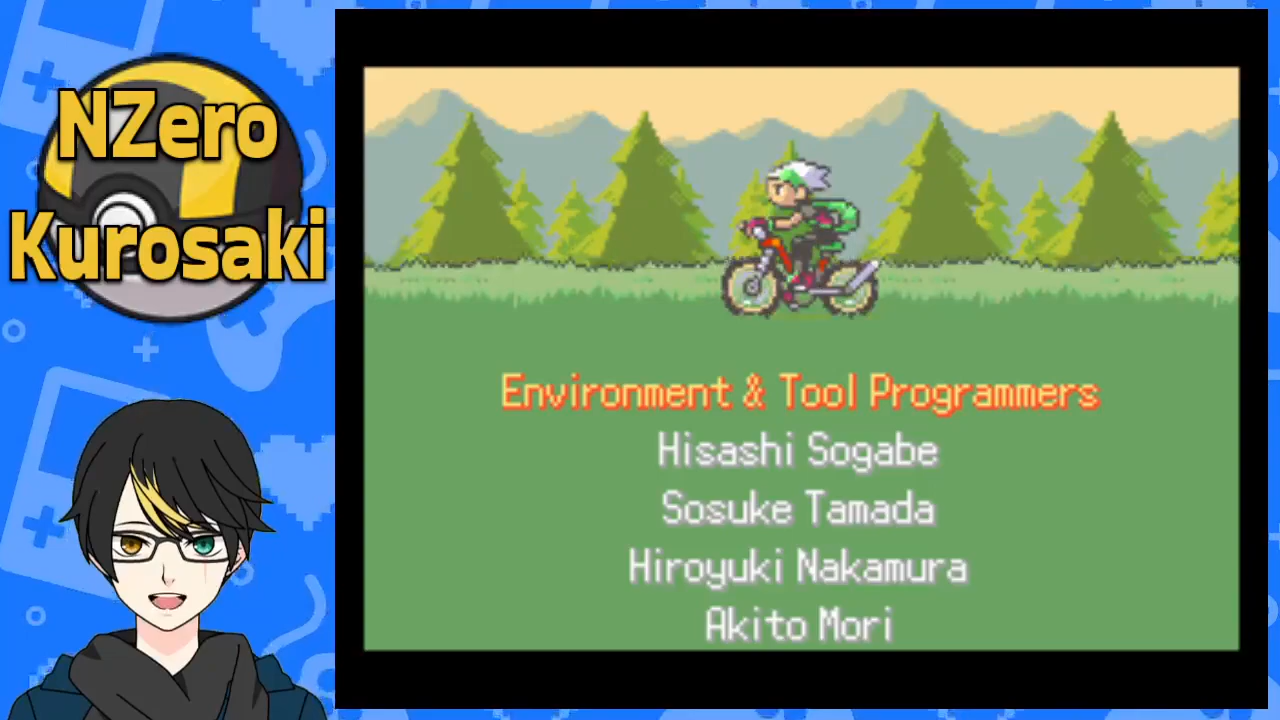 NZero
Kurosaki
Environment & Tool Programmers
Hisashi Sogabe
Sosuke Tamada
Hiroyuki Nakamura
Akito Mori